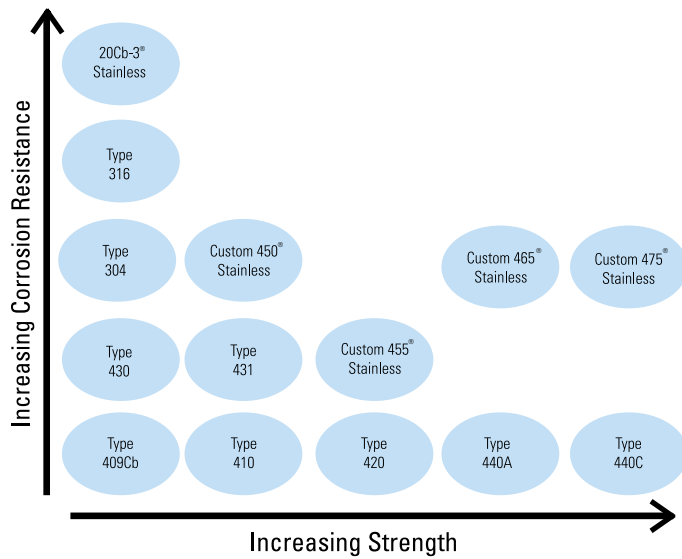 Increasing Corrosion Resistance
20Cb-3®
Stainless
Type
316
Type
304
Custom 450®
Stainless
Custom 465®
Stainless
Custom 475®
Stainless
Type
430
Type
431
Custom 455®
Stainless
Type
409Cb
Type
410
Type
420
Type
440A
Type
440C
Increasing Strength